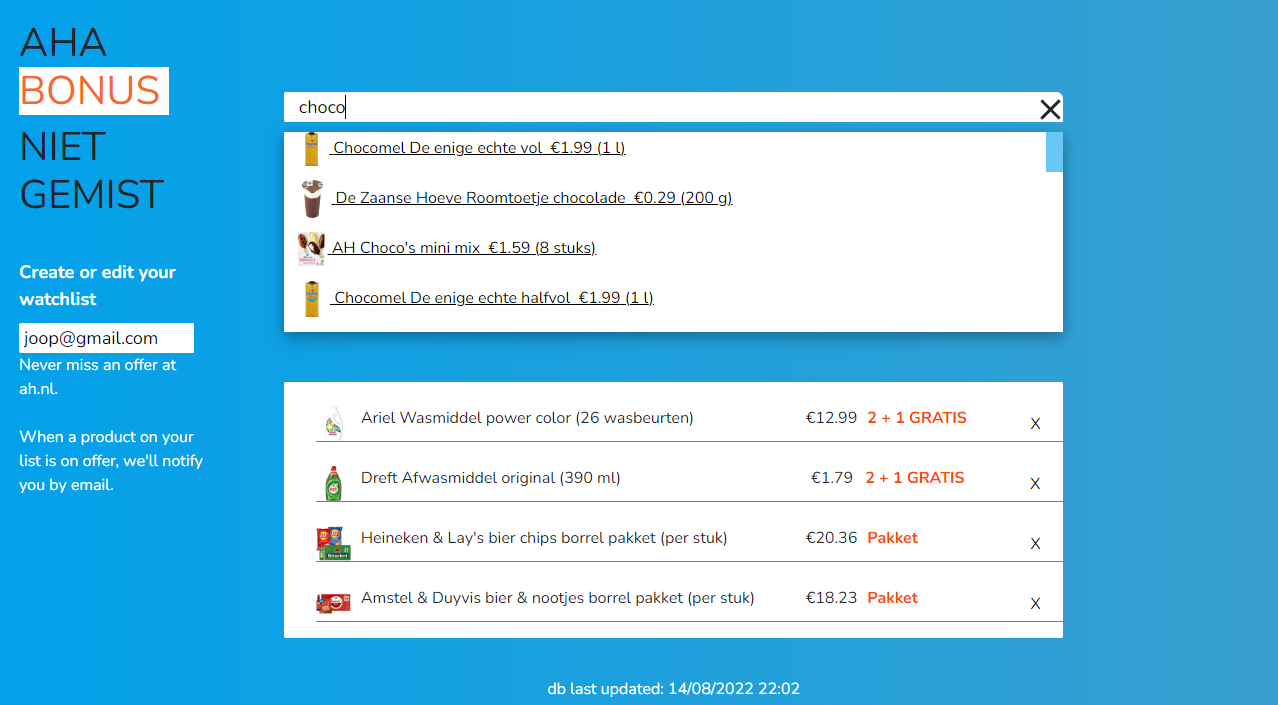 AHA
BONUS
NIET
GEMIST
Create or edit your
watchlist
joop@gmail.com
Never miss an offer at
ah.nl.
When a product on your
list is on offer, we'll notify
you by email.
choco
Chocomel De enige echte vol €1.99 (1 l)
De Zaanse Hoeve Roomtoetje chocolade €0.29 (200 g)
AH Choco's mini mix €1.59 (8 stuks)
Chocomel De enige echte halfvol €1.99 (1 l)
Ariel Wasmiddel power color (26 wasbeurten) €12.99 2 + 1 GRATIS X
Dreft Afwasmiddel original (390 ml) €1.79 2 + 1 GRATIS X
Heineken & Lay's bier chips borrel pakket (per stuk) €20.36 Pakket X
Amstel & Duyvis bier & nootjes borrel pakket (per stuk) €18.23 Pakket X
db last updated: 14/08/2022 22:02